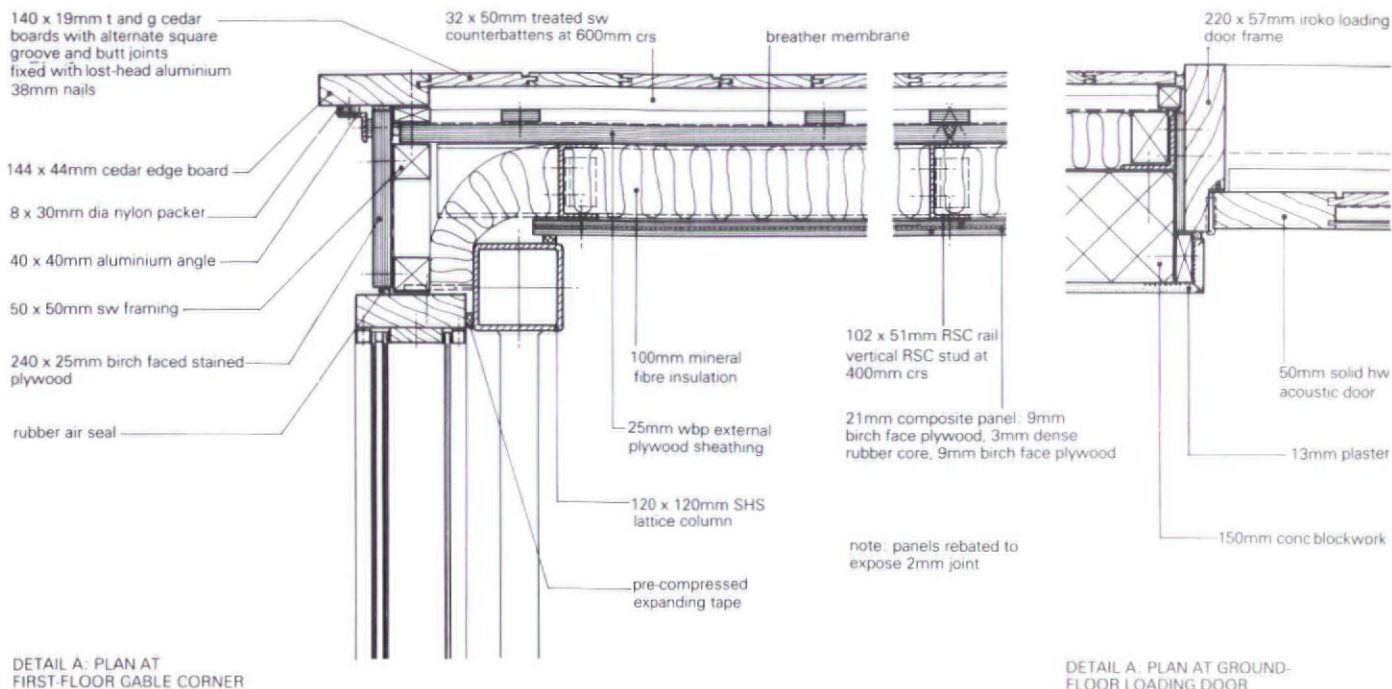 140 x 19mm t and g cedar
boards with alternate square
groove and butt joints
fixed with lost-head aluminium
38mm nails
144 x 44mm cedar edge board
8 x 30mm dia nylon packer
40 x 40mm aluminium angle
50 x 50mm sw framing
240 x 25mm birch faced stained
plywood
rubber air seal
32 x 50mm treated sw
counterbattens at 600mm crs
breather membrane
100mm mineral
fibre insulation
25mm wbp external
plywood sheathing
120 x 120mm SHS
lattice column
pre-compressed
expanding tape
102 x 51mm RSC rail
vertical RSC stud at
400mm crs
21mm composite panel: 9mm
birch face plywood, 3mm dense
rubber core, 9mm birch face plywood
note: panels rebated to
expose 2mm joint
220 x 57mm iroko loading
door frame
50mm solid hw
acoustic door
13mm plaster
150mm conc blockwork
DETAIL A: PLAN AT
FIRST-FLOOR GABLE CORNER
DETAIL A: PLAN AT GROUND-
FLOOR LOADING DOOR